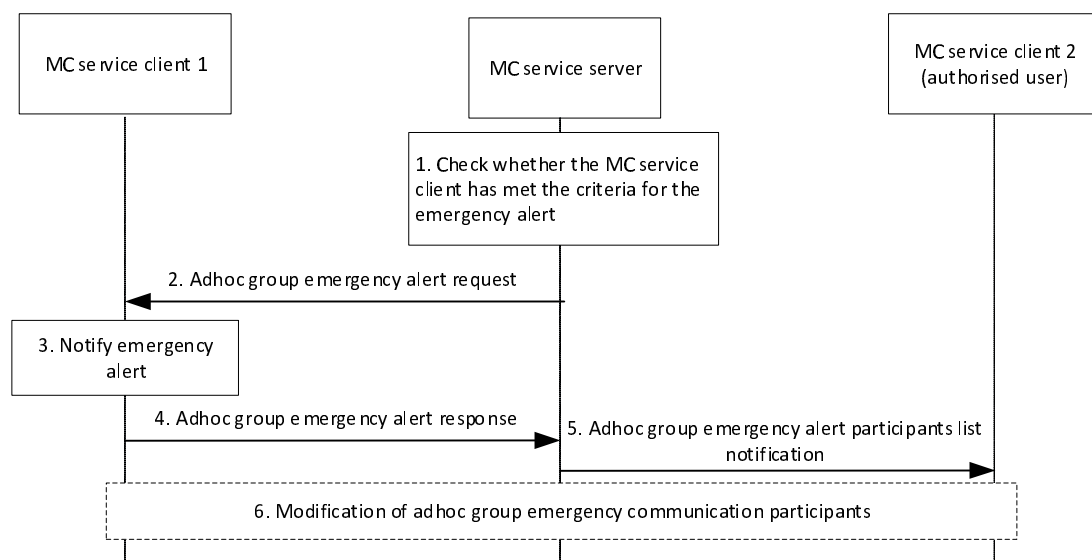 MC service client 1
MC service server
MC service client 2
(authorised user)
1. Check whether the MC service
client has met the criteria for the
emergency alert
2. Adhoc group emergency alert request
3. Notify emergency
alert
4. Adhoc group emergency alert response
5. Adhoc group emergency alert participants list
notification
6. Modification of adhoc group emergency communication participants